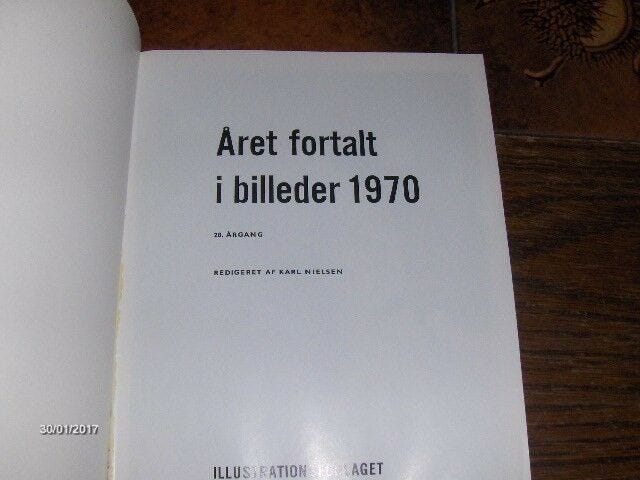 Året fortalt
i billeder 1970
28. ÅRGANG
REDIGERET AF KARL NIELSEN
30/01/2017